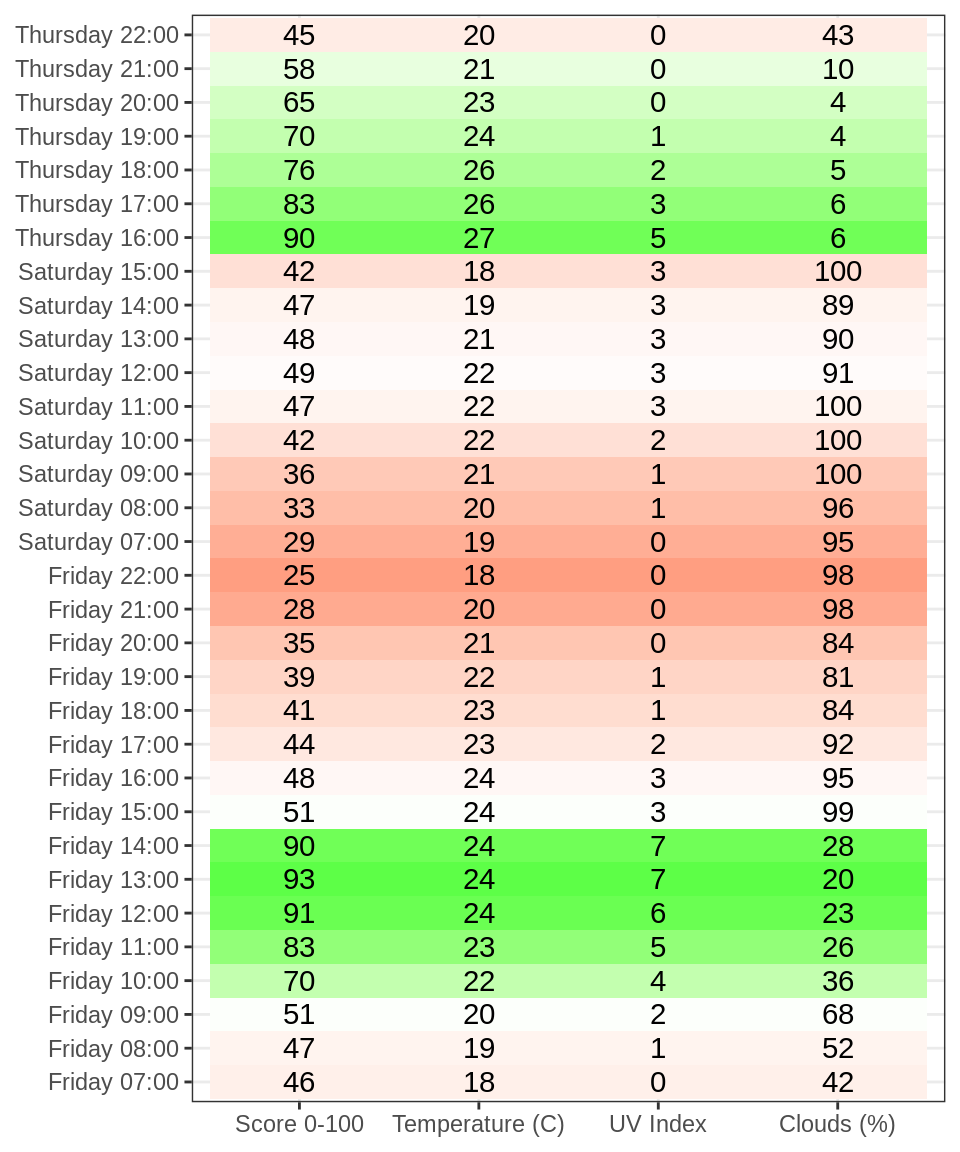 Thursday 22:00 45 20 0 43
Thursday 21:00 58 21 0 10
Thursday 20:00 65 23 0 4
Thursday 19:00 70 24 1 4
Thursday 18:00 76 26 2 5
Thursday 17:00 83 26 3 6
Thursday 16:00 90 27 5 6
Saturday 15:00 42 18 3 100
Saturday 14:00 47 19 3 89
Saturday 13:00 48 21 3 90
Saturday 12:00 49 22 3 91
Saturday 11:00 47 22 3 100
Saturday 10:00 42 22 2 100
Saturday 09:00 36 21 1 100
Saturday 08:00 33 20 1 96
Saturday 07:00 29 19 0 95
Friday 22:00 25 18 0 98
Friday 21:00 28 20 0 98
Friday 20:00 35 21 0 84
Friday 19:00 39 22 1 81
Friday 18:00 41 23 1 84
Friday 17:00 44 23 2 92
Friday 16:00 48 24 3 95
Friday 15:00 51 24 3 99
Friday 14:00 90 24 7 28
Friday 13:00 93 24 7 20
Friday 12:00 91 24 6 23
Friday 11:00 83 23 5 26
Friday 10:00 70 22 4 36
Friday 09:00 51 20 2 68
Friday 08:00 47 19 1 52
Friday 07:00 46 18 0 42
Score 0-100 Temperature (C) UV Index Clouds (%)